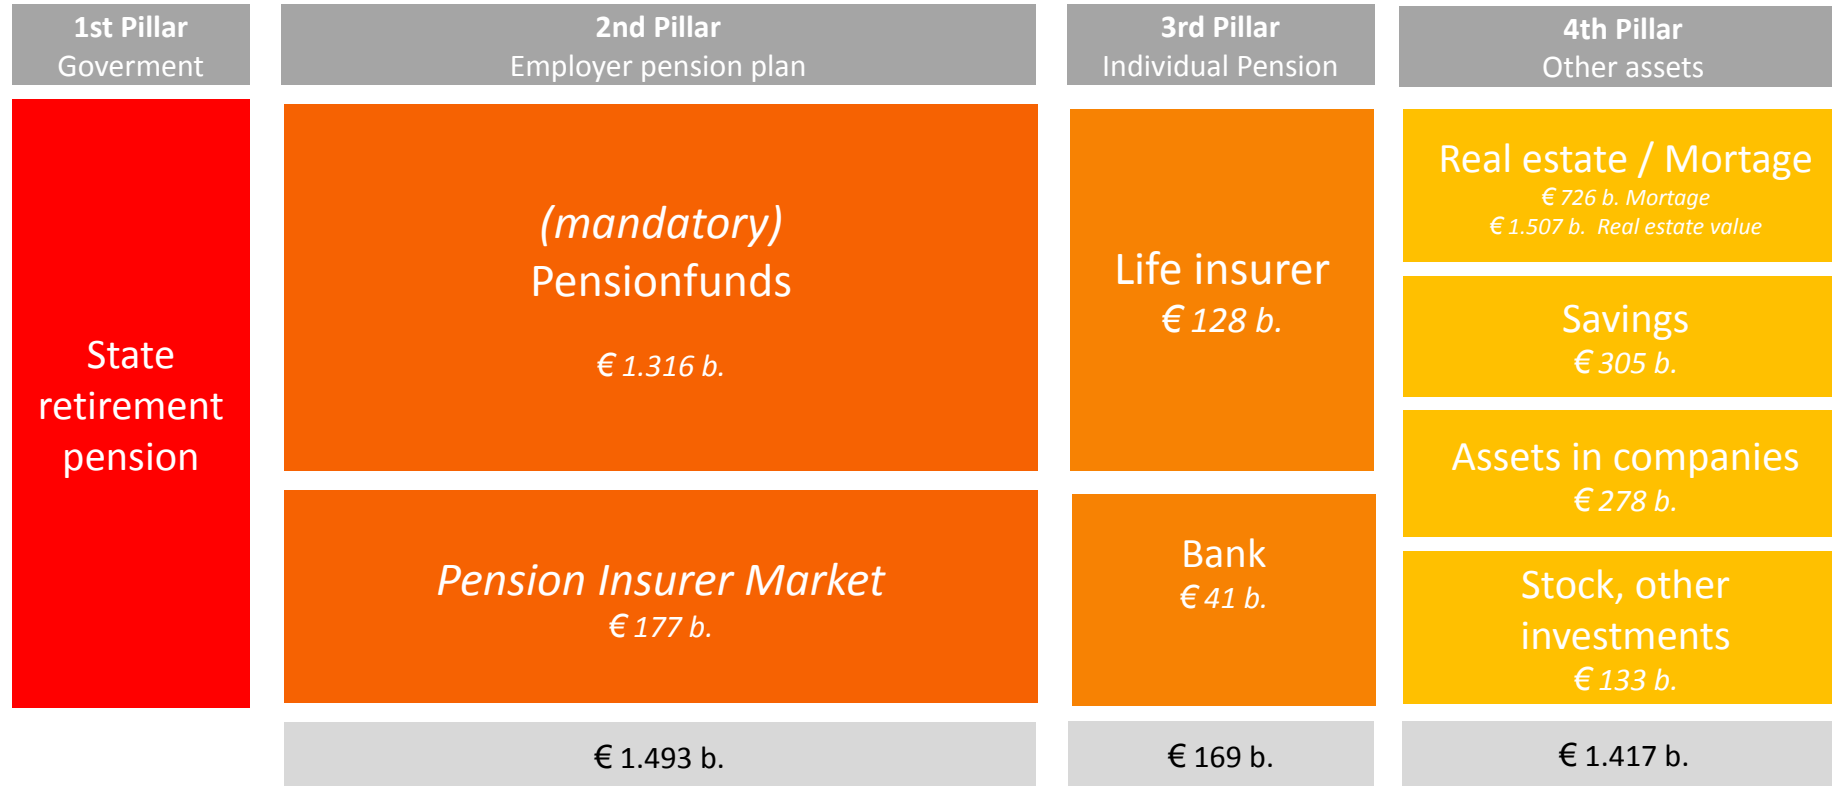 1st Pillar
Goverment
2nd Pillar
Employer pension plan
3rd Pillar
Individual Pension
4th Pillar
Other assets
State
retirement
pension
(mandatory)
Pensionfunds
€ 1.316 b.
Pension Insurer Market
€ 177 b.
Life insurer
€ 128 b.
Bank
€ 41 b.
Real estate / Mortage
€ 726 b. Mortage
€ 1.507 b. Real estate value
Savings
€ 305 b.
Assets in companies
€ 278 b.
Stock, other
investments
€ 133 b.
€ 1.493 b.
€ 169 b.
€ 1.417 b.